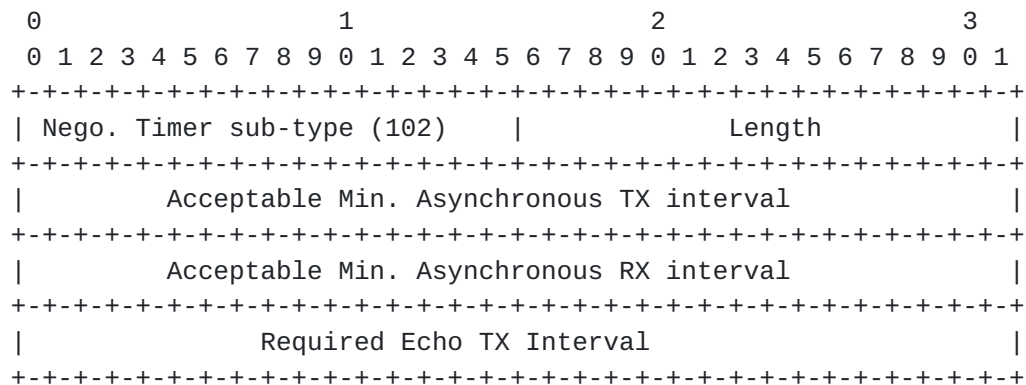 0                   1                   2                   3
 0 1 2 3 4 5 6 7 8 9 0 1 2 3 4 5 6 7 8 9 0 1 2 3 4 5 6 7 8 9 0 1
+-+-+-+-+-+-+-+-+-+-+-+-+-+-+-+-+-+-+-+-+-+-+-+-+-+-+-+-+-+-+-+-+
| Nego. Timer sub-type (102)    |             Length            |
+-+-+-+-+-+-+-+-+-+-+-+-+-+-+-+-+-+-+-+-+-+-+-+-+-+-+-+-+-+-+-+-+
|         Acceptable Min. Asynchronous TX interval              |
+-+-+-+-+-+-+-+-+-+-+-+-+-+-+-+-+-+-+-+-+-+-+-+-+-+-+-+-+-+-+-+-+
|         Acceptable Min. Asynchronous RX interval              |
+-+-+-+-+-+-+-+-+-+-+-+-+-+-+-+-+-+-+-+-+-+-+-+-+-+-+-+-+-+-+-+-+
|               Required Echo TX Interval                       |
+-+-+-+-+-+-+-+-+-+-+-+-+-+-+-+-+-+-+-+-+-+-+-+-+-+-+-+-+-+-+-+-+